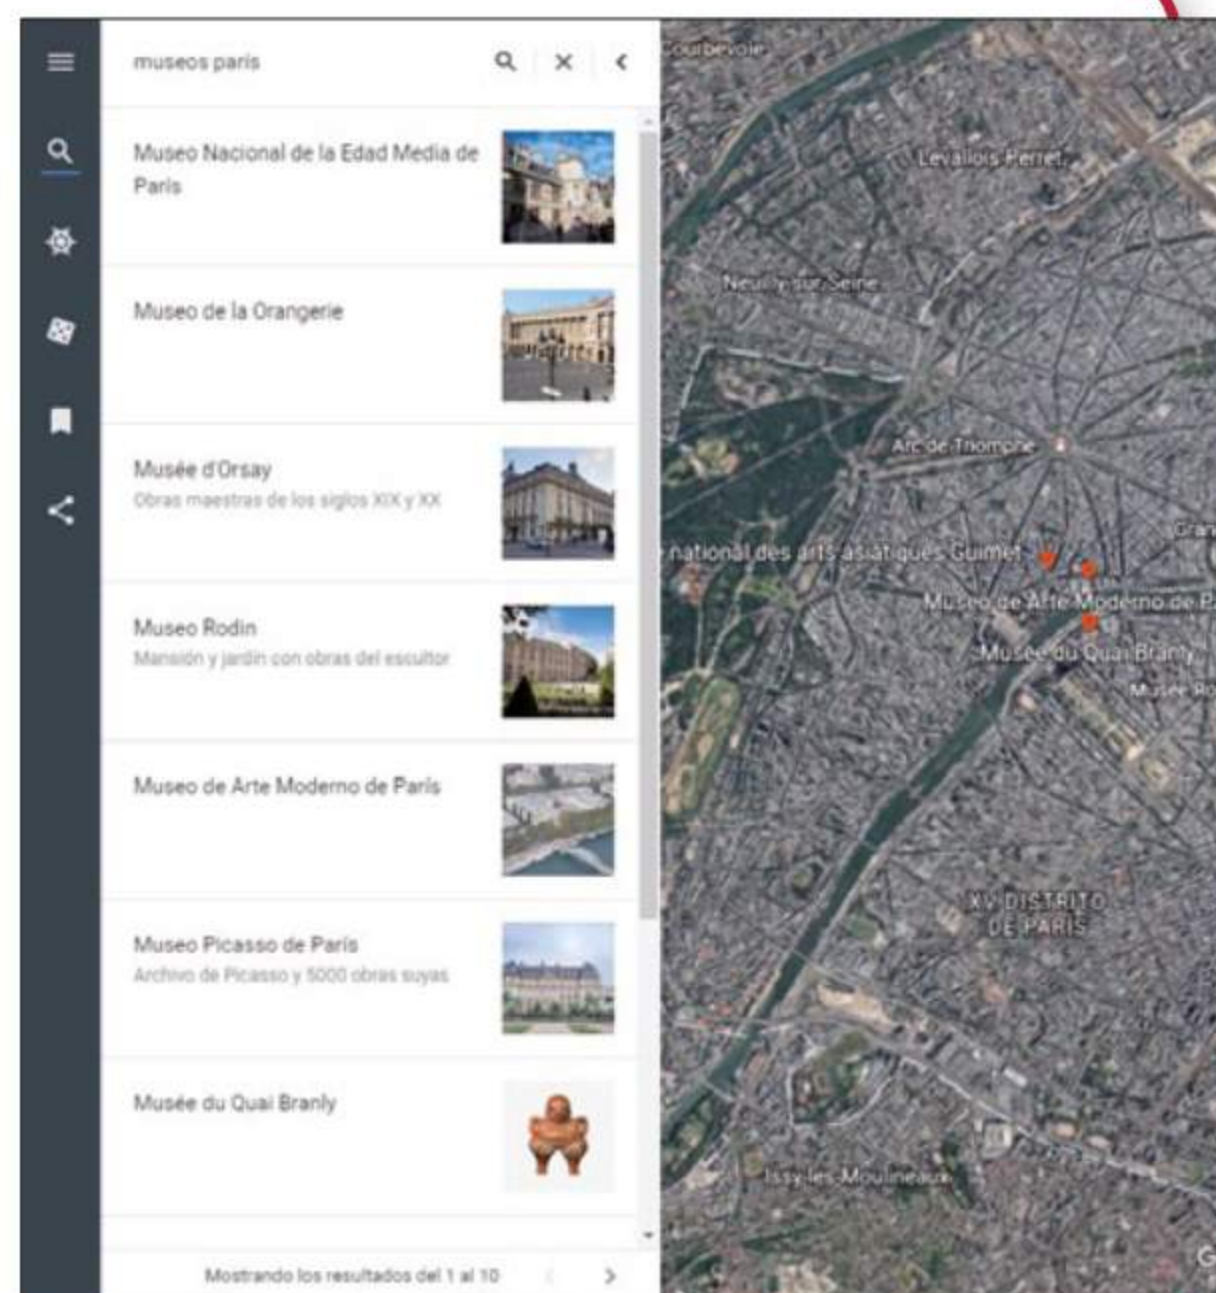 museos paris
Museo Nacional de la Edad Media de
París
Museo de la Orangerie
Musée d'Orsay
Obras maestras de los siglos XIX y XX
Museo Rodin
Mansión y jardín con obras del escultor
Museo de Arte Moderno de París
Museo Picasso de París
Archivo de Picasso y 5000 obras suyas
Musée du Quai Branly
Mostrando los resultados del 1 al 10
Courbevoie
Levallois-Perret
Neuilly-sur-Seine
Arc de Triomphe
national des arts asiatiques Guimet
Museo de Arte Moderno de P
Musée du Quai Branly
Musée Ro
XV DISTRITO
DE PARÍS
Issy-les-Moulineaux